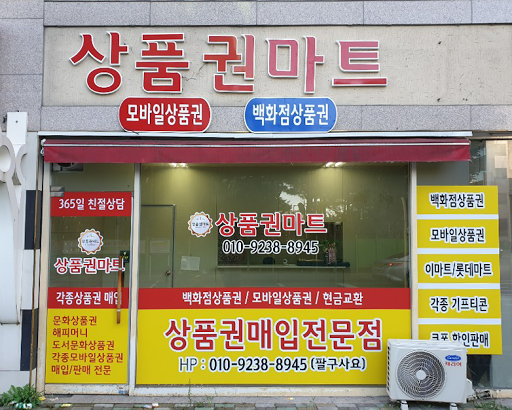 상품권마트
모바일상품권
백화점상품권
365일 친절상담
상품권마트
각종상품권 매입
문화상품권
해피머니
도서문화상품권
각종모바일상품권
매입/판매 전문
상품권마트
010-9238-8945
백화점상품권 / 모바일상품권 / 현금교환
상품권매입전문점
HP : 010-9238-8945 (팔구사요)
백화점상품권
모바일상품권
이마트/롯데마트
각종 기프티콘
쿠폰 할인판매